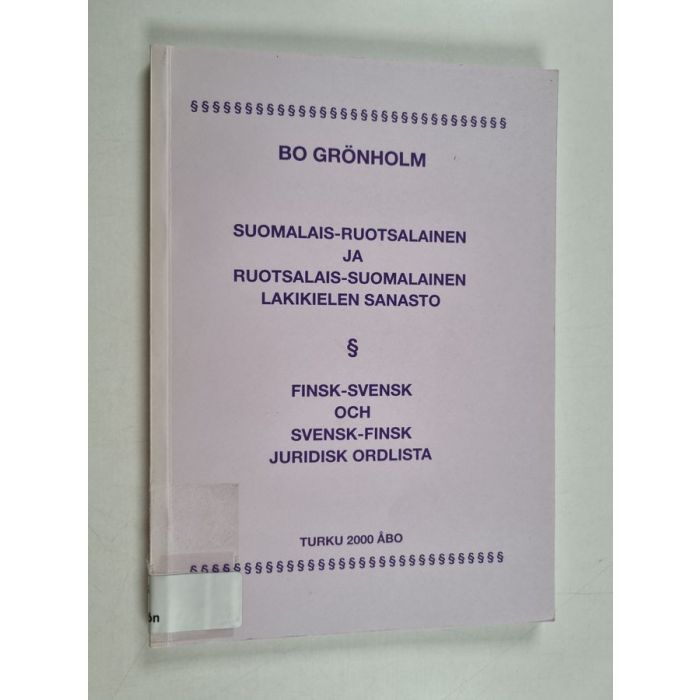 §§§§§§§§§§§§§§§§§§§§§§§§§§§§§
BO GRÖNHOLM
SUOMALAIS-RUOTSALAINEN
JA
RUOTSALAIS-SUOMALAINEN
LAKIKIELEN SANASTO
§
FINSK-SVENSK
OCH
SVENSK-FINSK
JURIDISK ORDLISTA
TURKU 2000 ÅBO
§§§§§§§§§§§§§§§§§§§§§§§§§§§§§